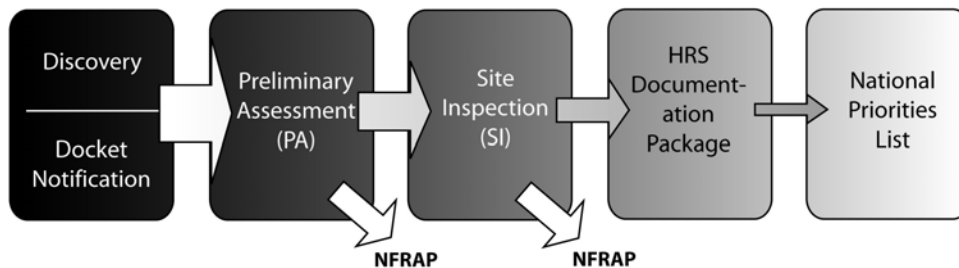 Discovery
Docket
Notification
Preliminary
Assessment
(PA)
NFRAP
Site
Inspection
(SI)
NFRAP
HRS
Document-
ation
Package
National
Priorities
List